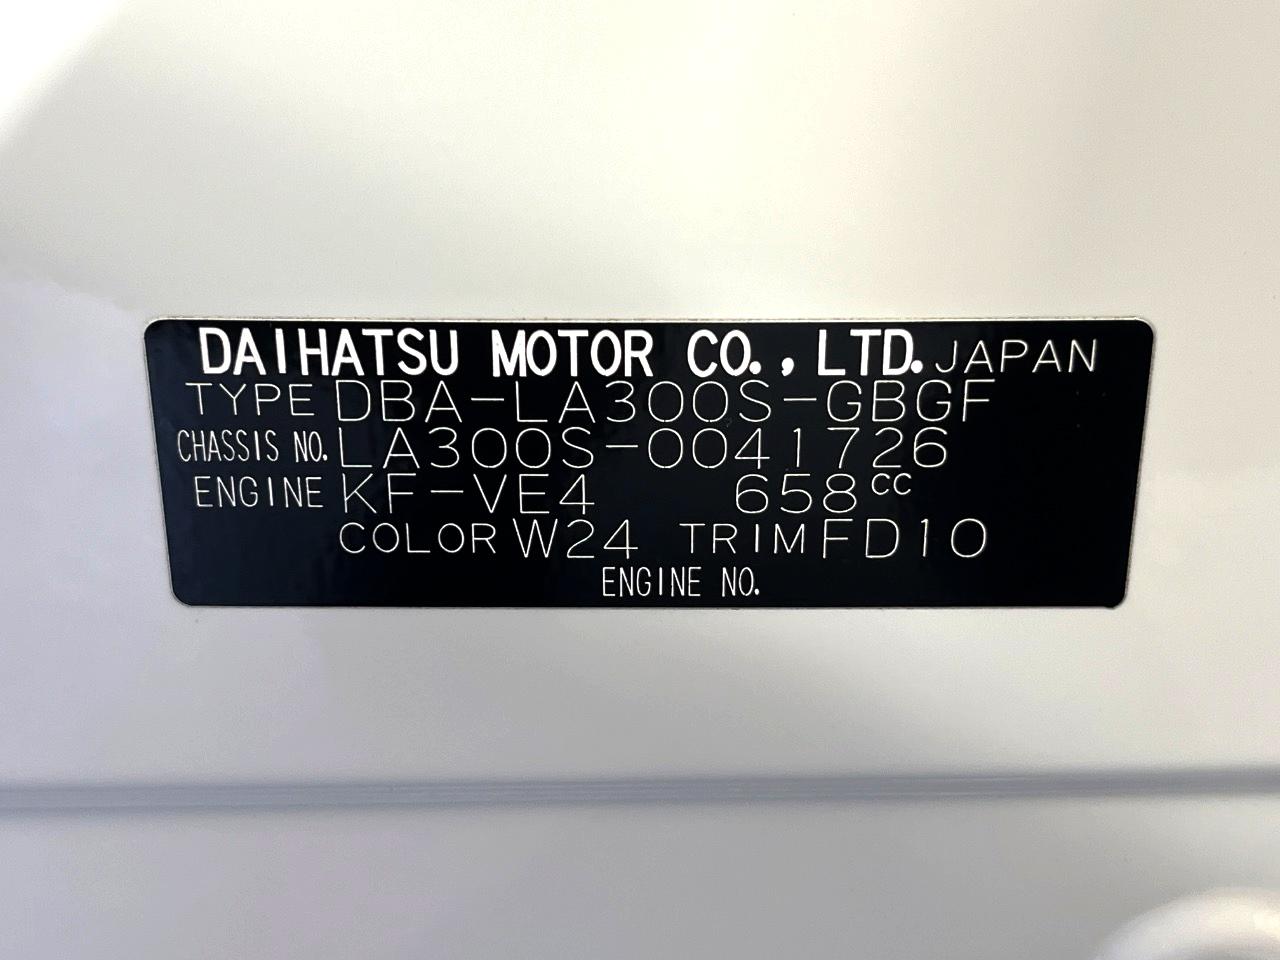 DAIHATSU MOTOR CO., LTD. JAPAN
TYPE DBA-LA300S-GBGF
CHASSIS NO. LA300S-0041726
ENGINE KF-VE4 658cc
COLOR W24 TRIM FD10
ENGINE NO.